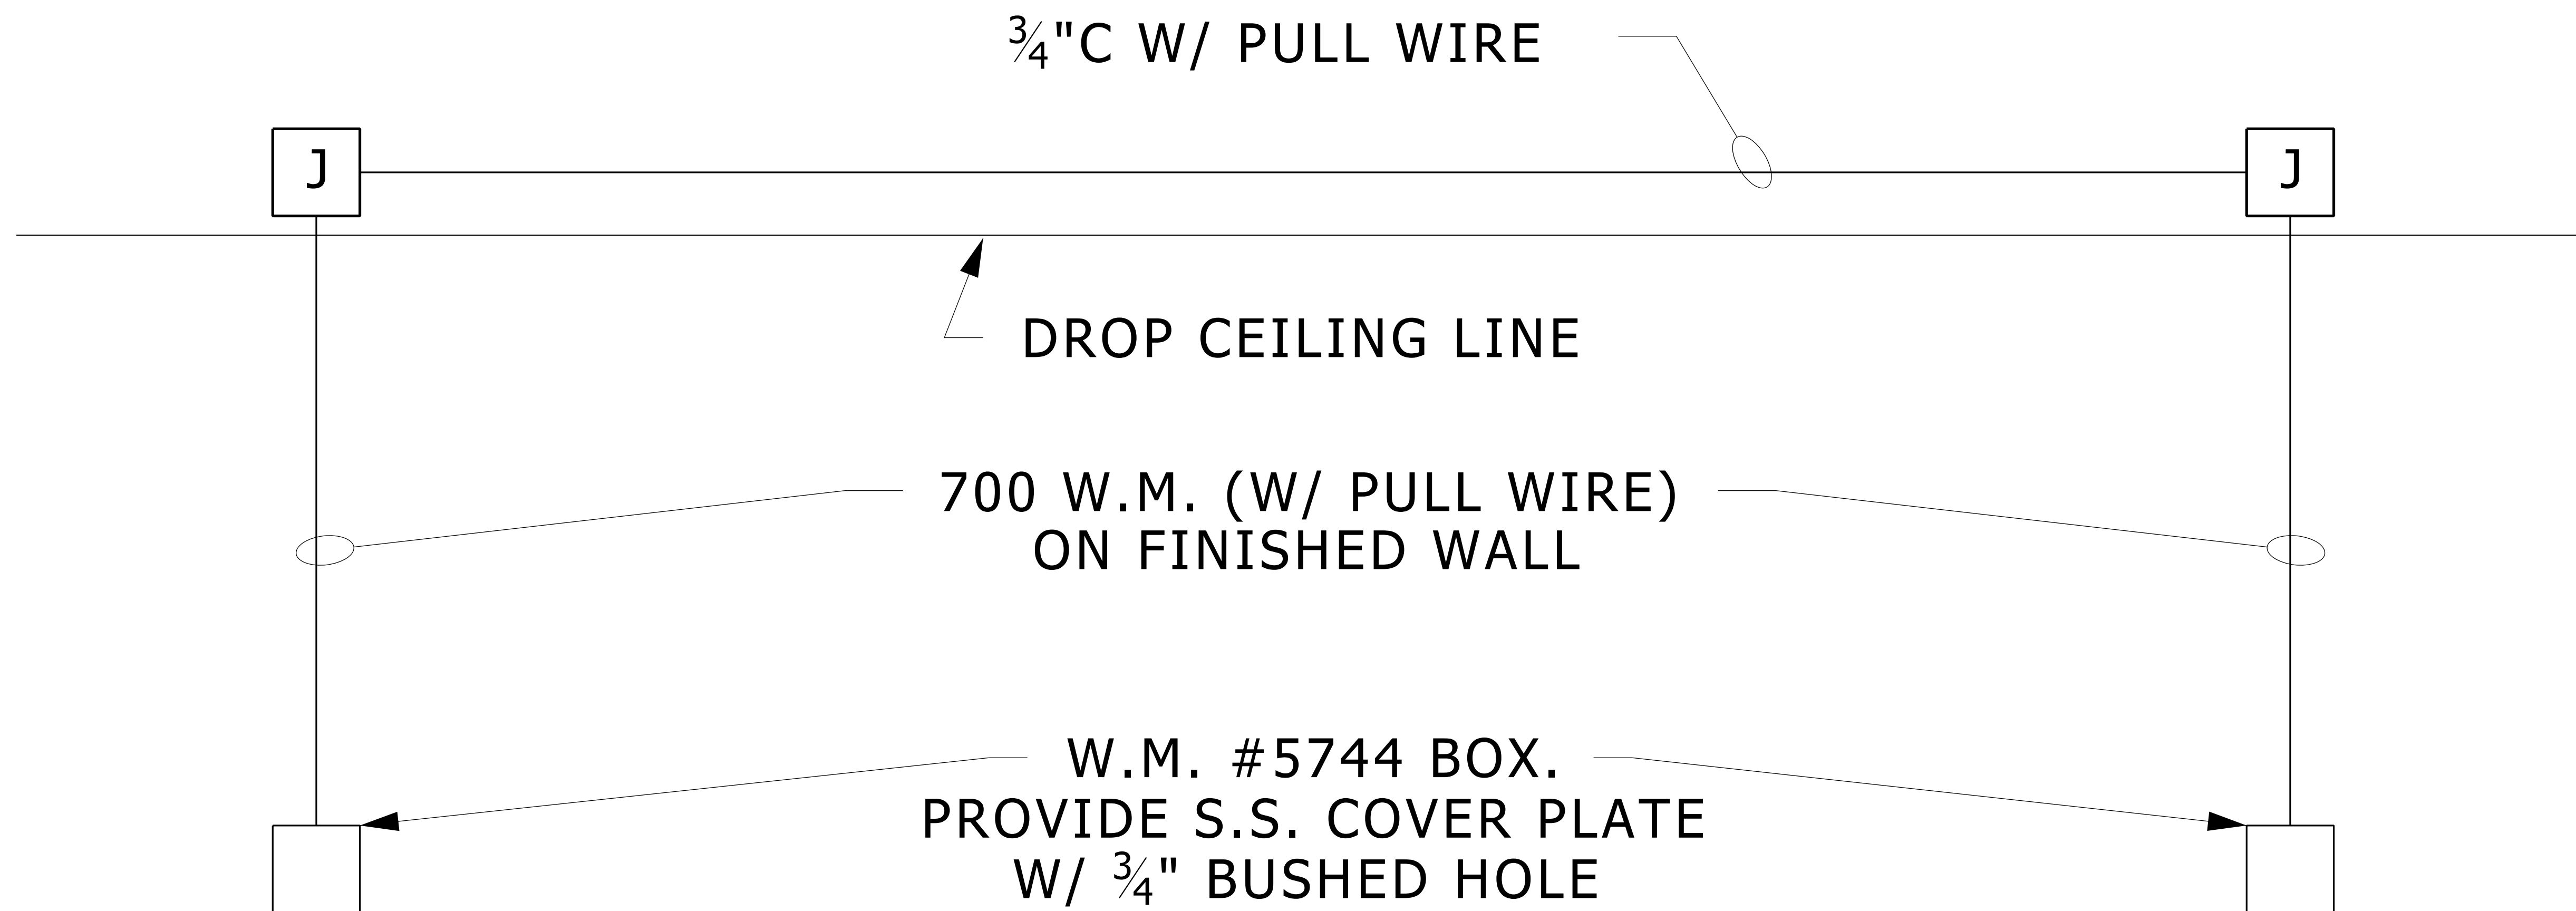 ¾"C W/ PULL WIRE
J
J
DROP CEILING LINE
700 W.M. (W/ PULL WIRE)
ON FINISHED WALL
W.M. #5744 BOX.
PROVIDE S.S. COVER PLATE
W/ ¾" BUSHED HOLE